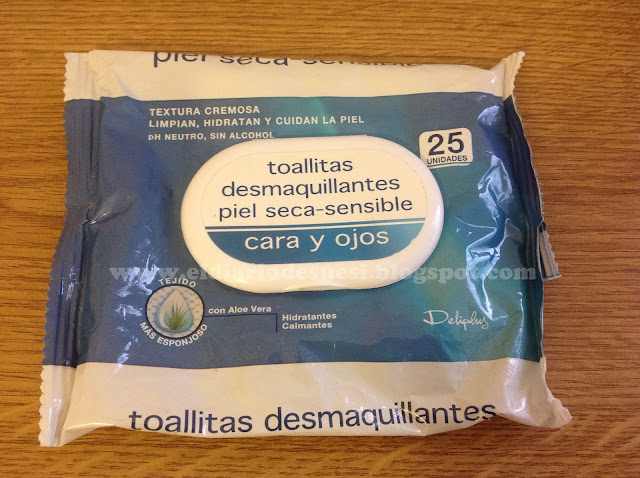 piel seca-sensible
TEXTURA CREMOSA
LIMPIAN, HIDRATAN Y CUIDAN LA PIEL
pH NEUTRO, SIN ALCOHOL
25
UNIDADES
toallitas
desmaquillantes
piel seca-sensible
cara y ojos
www.eldiariodesuesi.blogspot.com
TEJIDO
MÁS ESPONJOSO
con Aloe Vera
Hidratantes
Calmantes
Deliplus
toallitas desmaquillantes